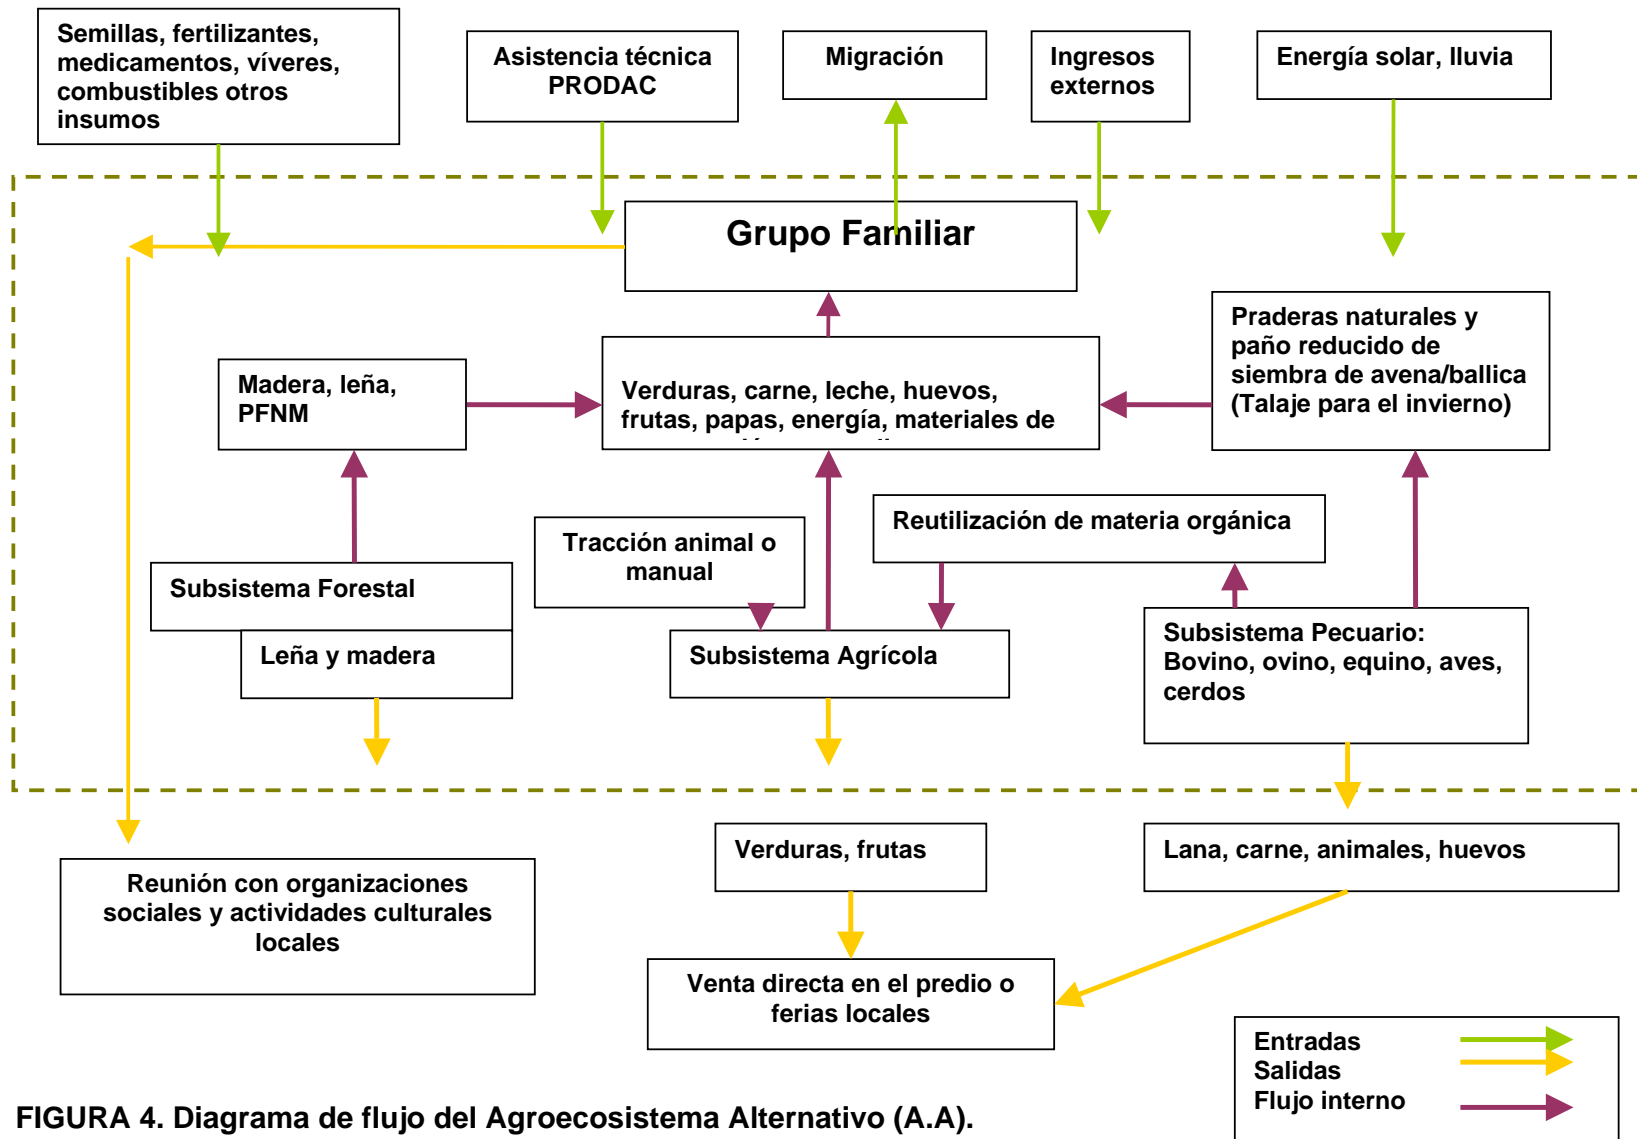 Semillas, fertilizantes,
medicamentos, víveres,
combustibles otros
insumos
Asistencia técnica
PRODAC
Migración
Ingresos
externos
Energía solar, lluvia
Grupo Familiar
Madera, leña,
PFNM
Verduras, carne, leche, huevos,
frutas, papas, energía, materiales de
Praderas naturales y
paño reducido de
siembra de avena/ballica
(Talaje para el invierno)
Tracción animal o
manual
Reutilización de materia orgánica
Subsistema Forestal
Leña y madera
Subsistema Agrícola
Subsistema Pecuario:
Bovino, ovino, equino, aves,
cerdos
Reunión con organizaciones
sociales y actividades culturales
locales
Verduras, frutas
Lana, carne, animales, huevos
Venta directa en el predio o
ferias locales
Entradas
Salidas
Flujo interno
FIGURA 4. Diagrama de flujo del Agroecosistema Alternativo (A.A).